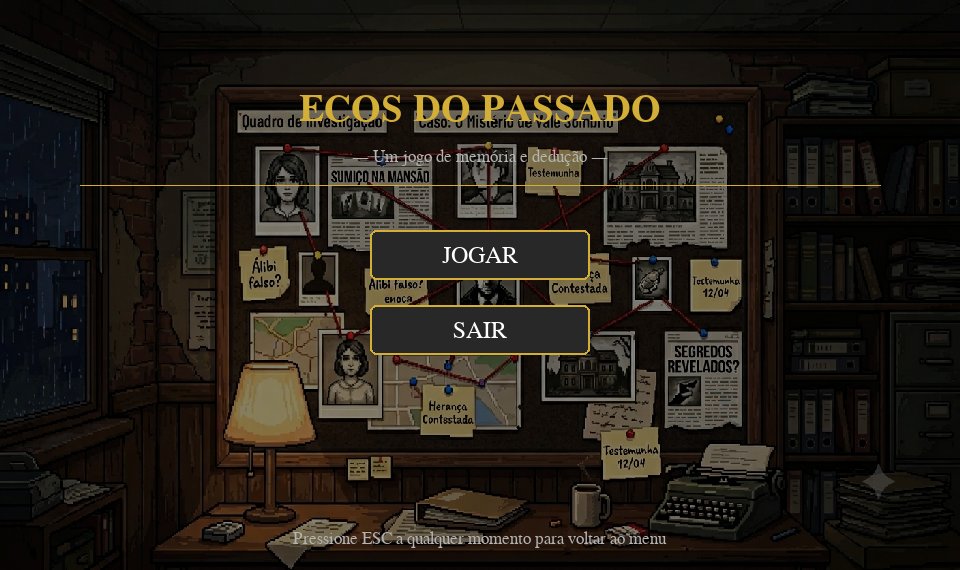 ECOS DO PASSADO
Quadro de Investigação
Caso: O Mistério de Vale Sombrio
— Um jogo de memória e dedução —
SUMIÇO NA MANSÃO
Testemunha
JOGAR
Álibi
falso?
Álibi falso?
Contestada
Testemunha
12/04
SAIR
SEGREDOS
REVELADOS?
Herança
Contestada
Testemunha
12/04
Pressione ESC a qualquer momento para voltar ao menu